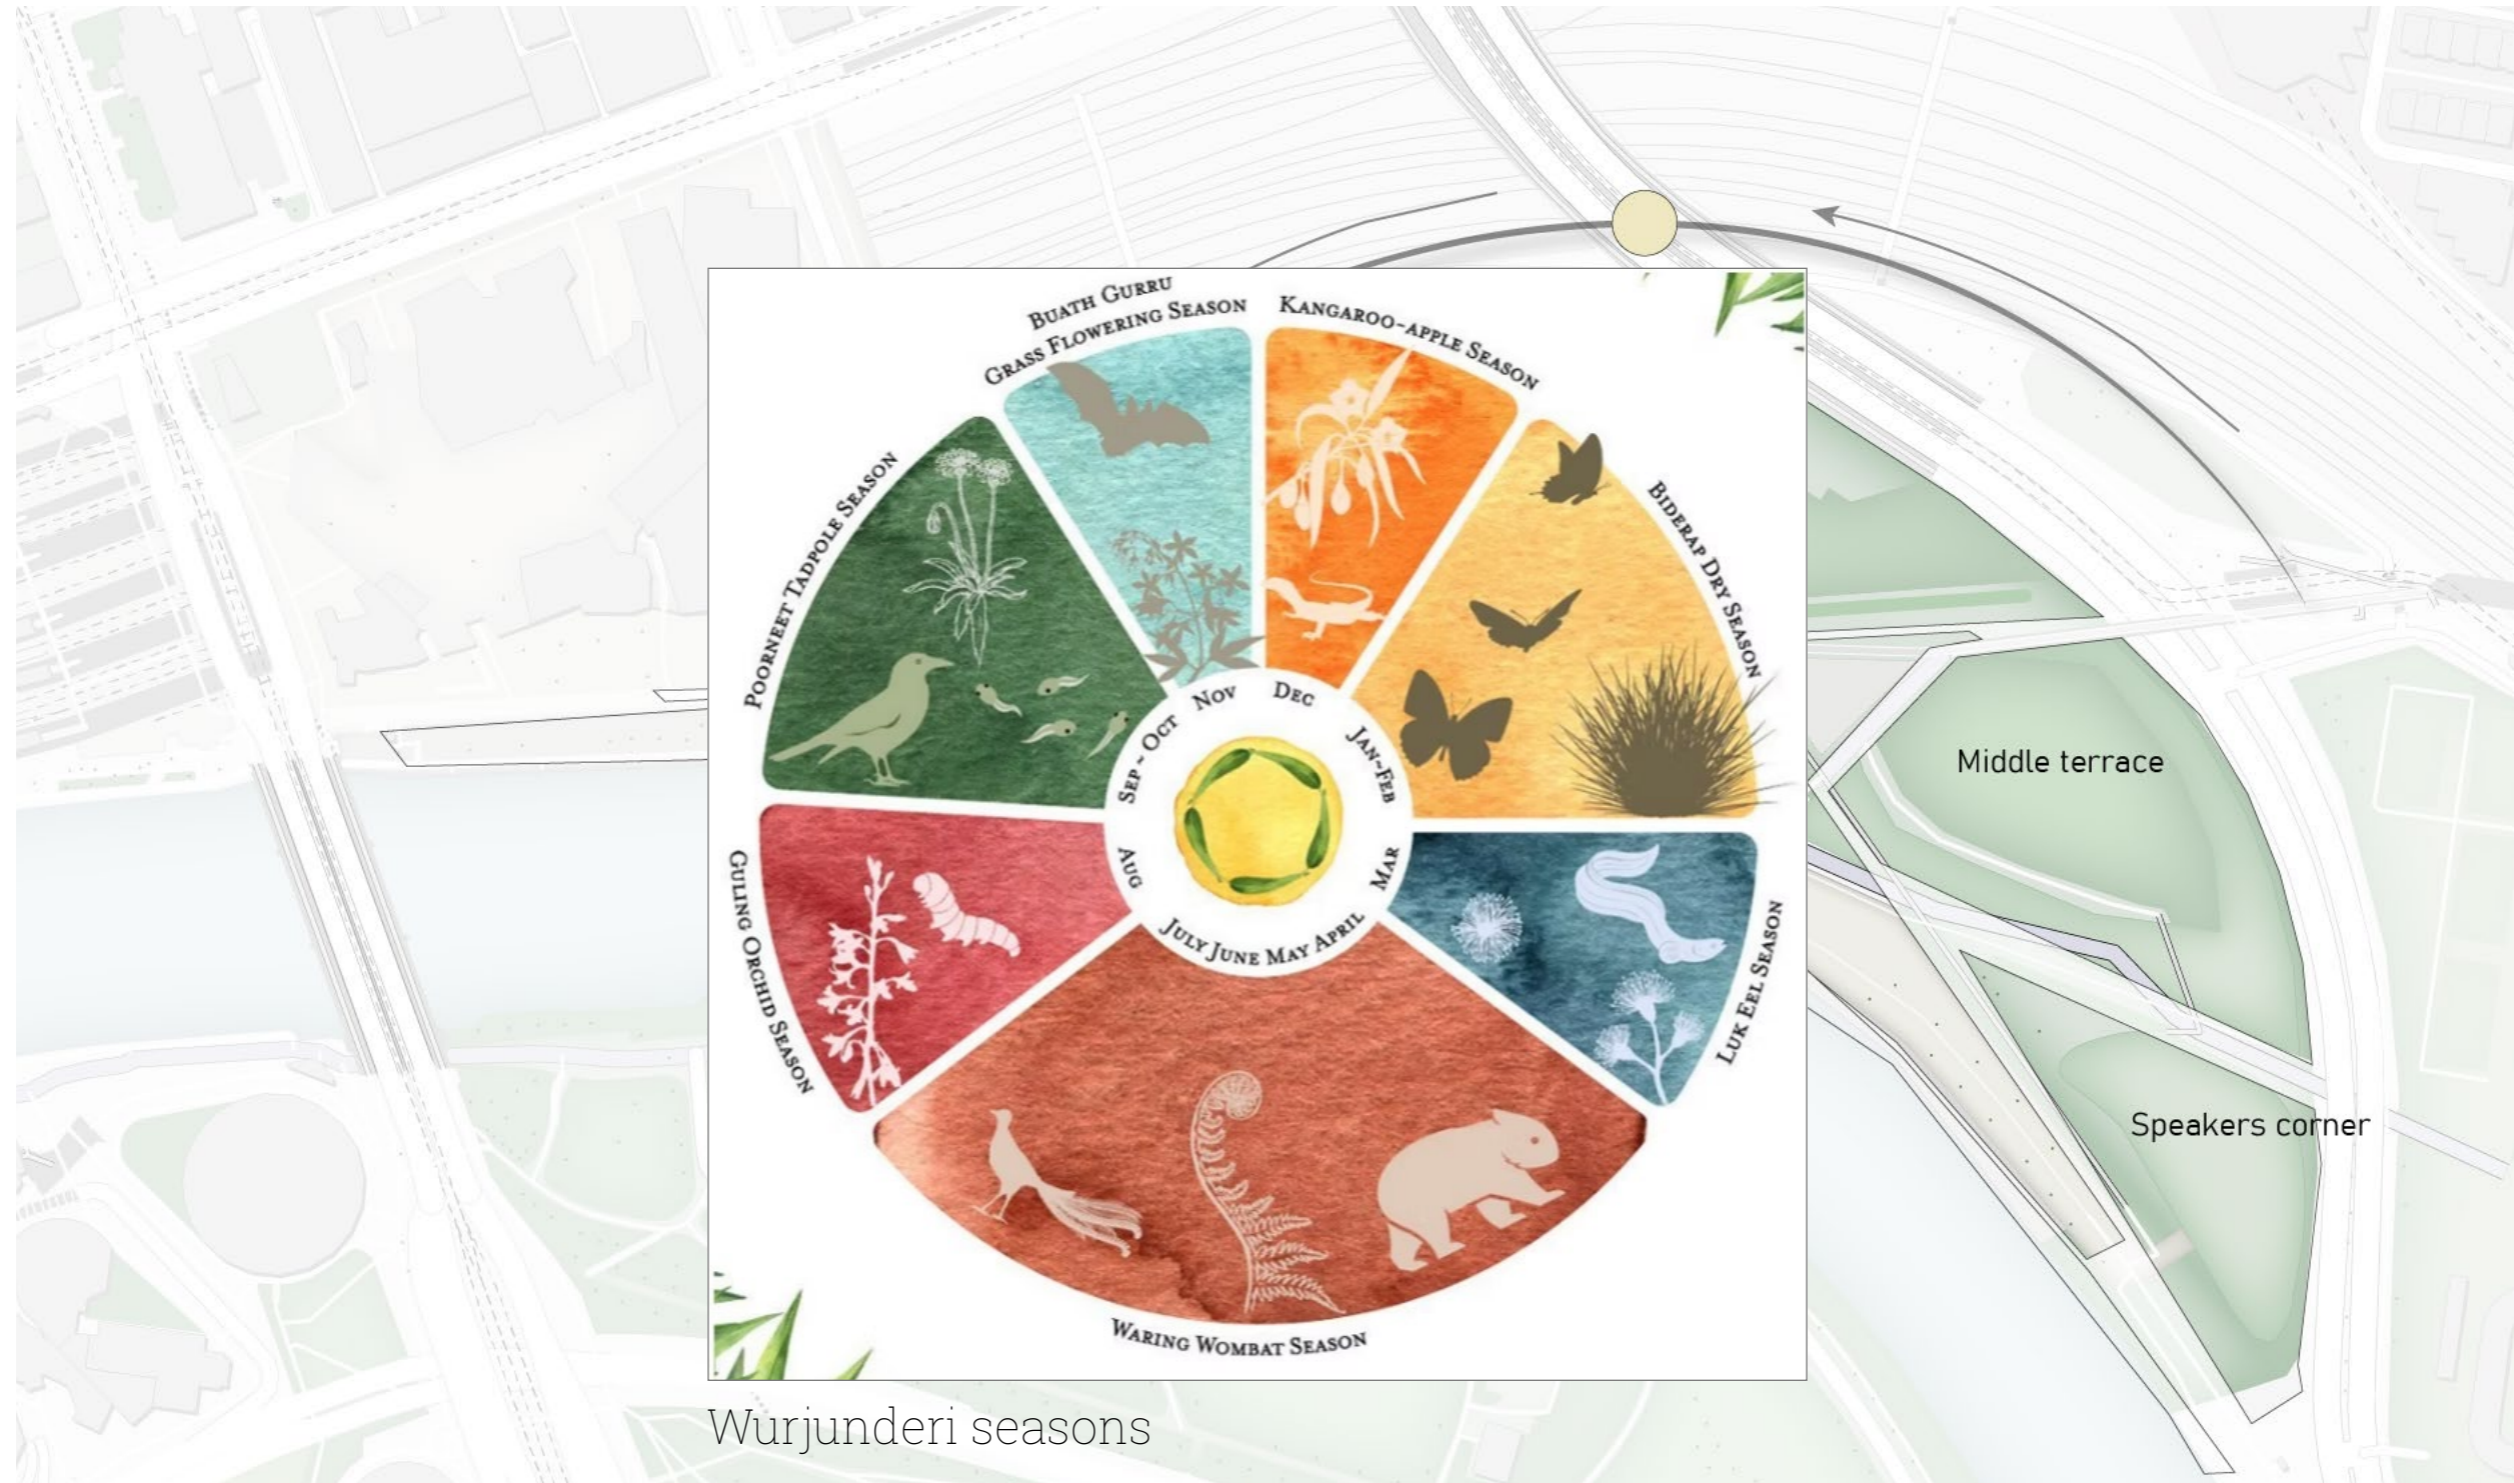 BUATH GURRU
GRASS FLOWERING SEASON
KANGAROO-APPLE SEASON
BIDERAP DRY SEASON
LUK EEL SEASON
WARING WOMBAT SEASON
GULING ORCHID SEASON
POORNEET TADPOLE SEASON
NOV
DEC
JAN~FEB
MAR
JULY JUNE MAY APRIL
AUG
SEP ~ OCT
Middle terrace
Speakers corner
Wurjunderi seasons